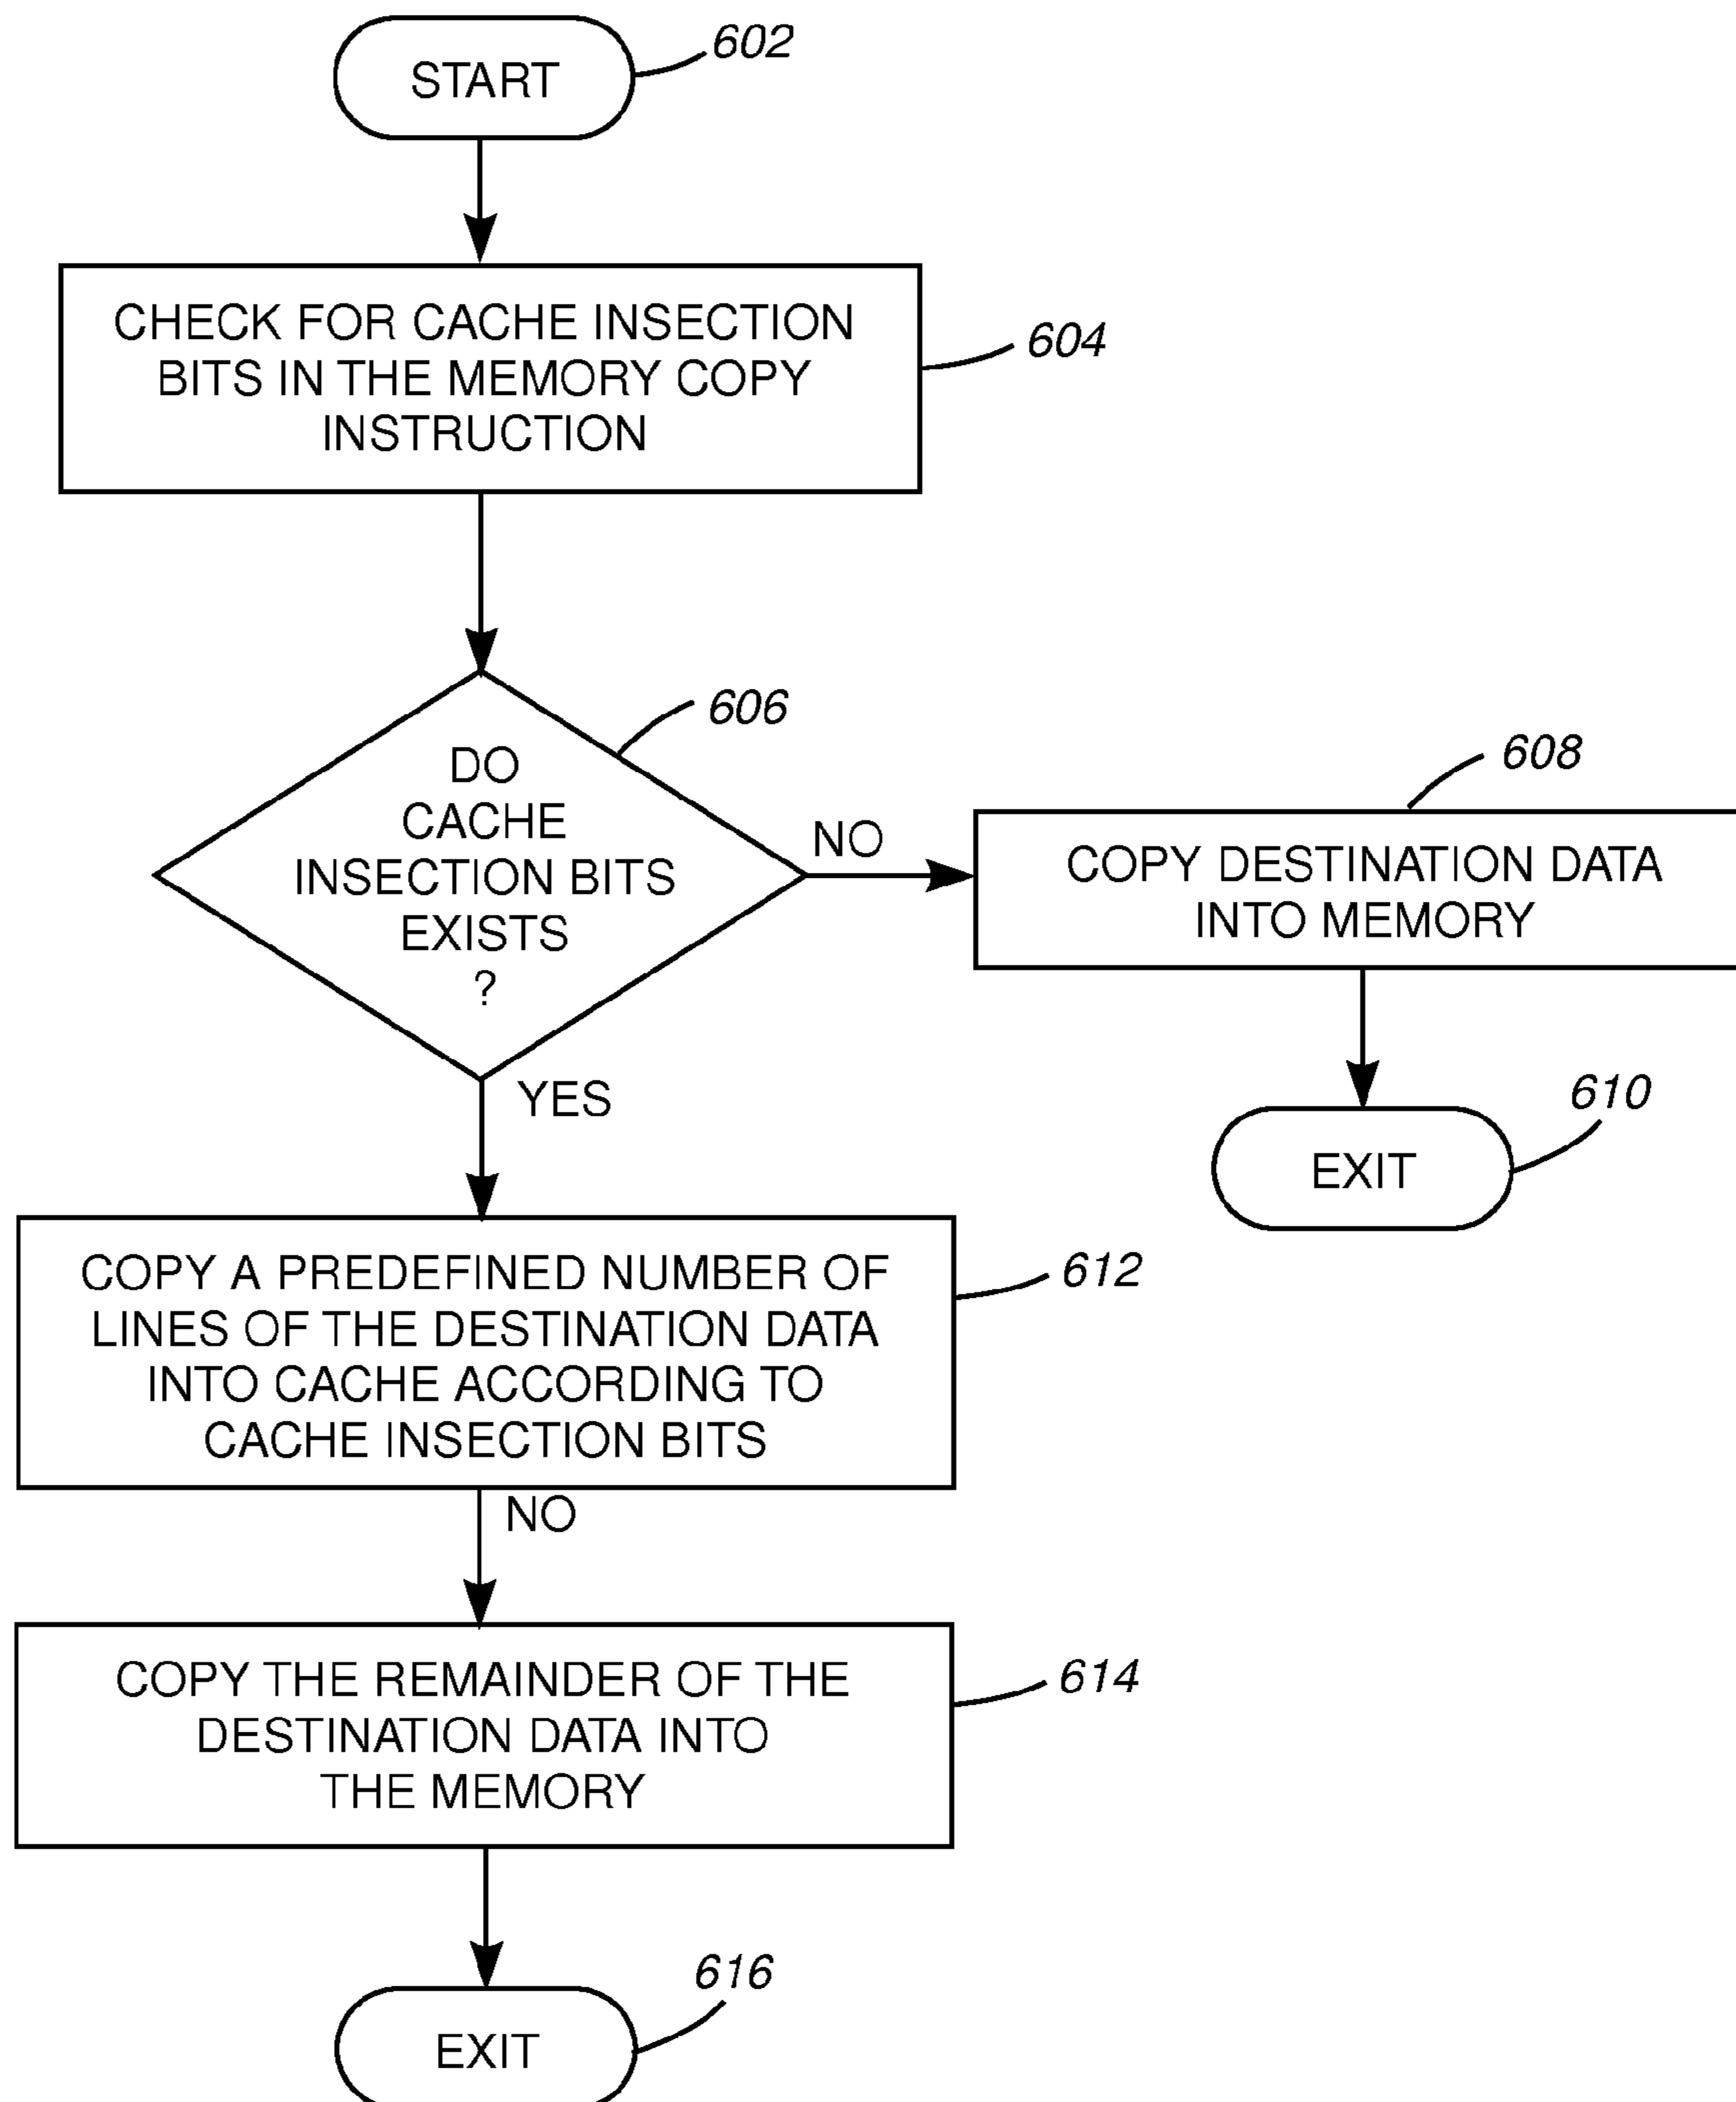 START
602
CHECK FOR CACHE INSECTION
BITS IN THE MEMORY COPY
INSTRUCTION
604
DO
CACHE
INSECTION BITS
EXISTS
?
606
NO
COPY DESTINATION DATA
INTO MEMORY
608
EXIT
610
YES
COPY A PREDEFINED NUMBER OF
LINES OF THE DESTINATION DATA
INTO CACHE ACCORDING TO
CACHE INSECTION BITS
612
NO
COPY THE REMAINDER OF THE
DESTINATION DATA INTO
THE MEMORY
614
EXIT
616